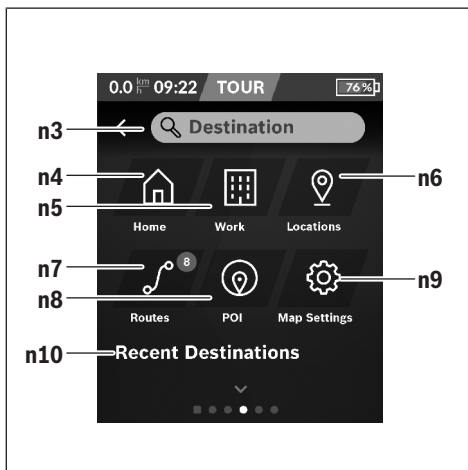 0.0 km/h 09:22 TOUR 76 %
n3 Destination
n4 n6
n5
Home Work Locations
n7 8
n9
n8
Routes POI Map Settings
n10 Recent Destinations